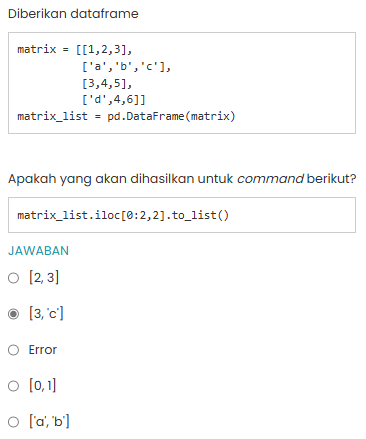 Diberikan dataframe
matrix = [[1,2,3],
['a','b','c'],
[3,4,5],
['d',4,6]]
matrix_list = pd.DataFrame(matrix)
Apakah yang akan dihasilkan untuk command berikut?
matrix_list.iloc[0:2,2].to_list()
JAWABAN
[2, 3]
[3, 'c']
Error
[0, 1]
['a', 'b']